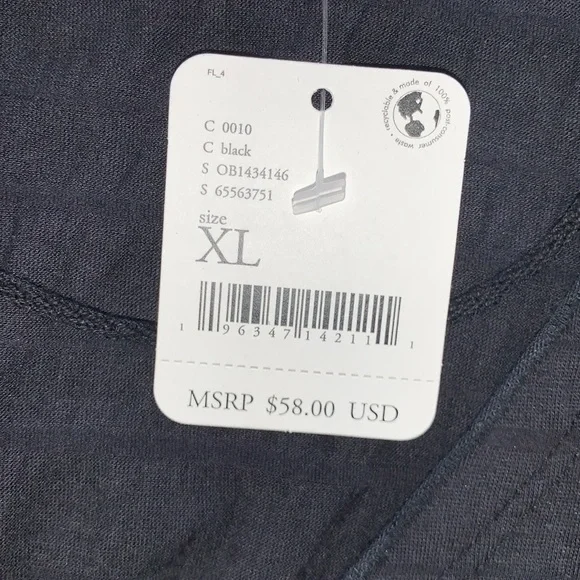 FL_4
recyclable & made of 100% post-consumer waste
C 0010
C black
S OB1434146
S 65563751
size
XL
1 96347 14211 1
MSRP $58.00 USD